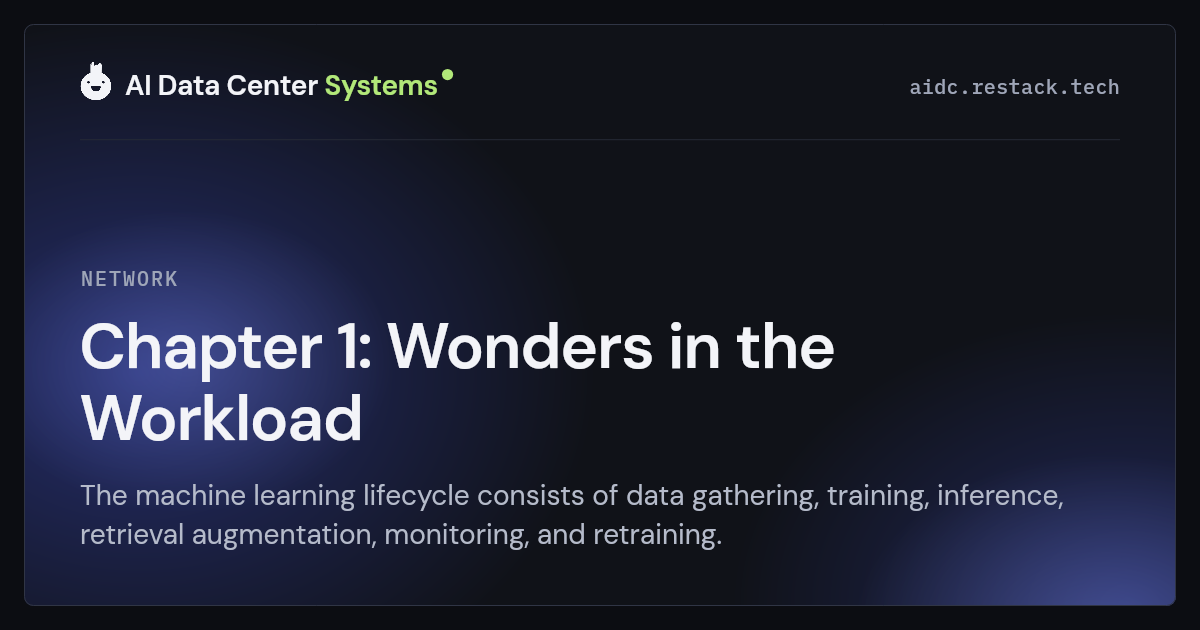 AI Data Center Systems
aidc.restack.tech
NETWORK
Chapter 1: Wonders in the
Workload
The machine learning lifecycle consists of data gathering, training, inference,
retrieval augmentation, monitoring, and retraining.